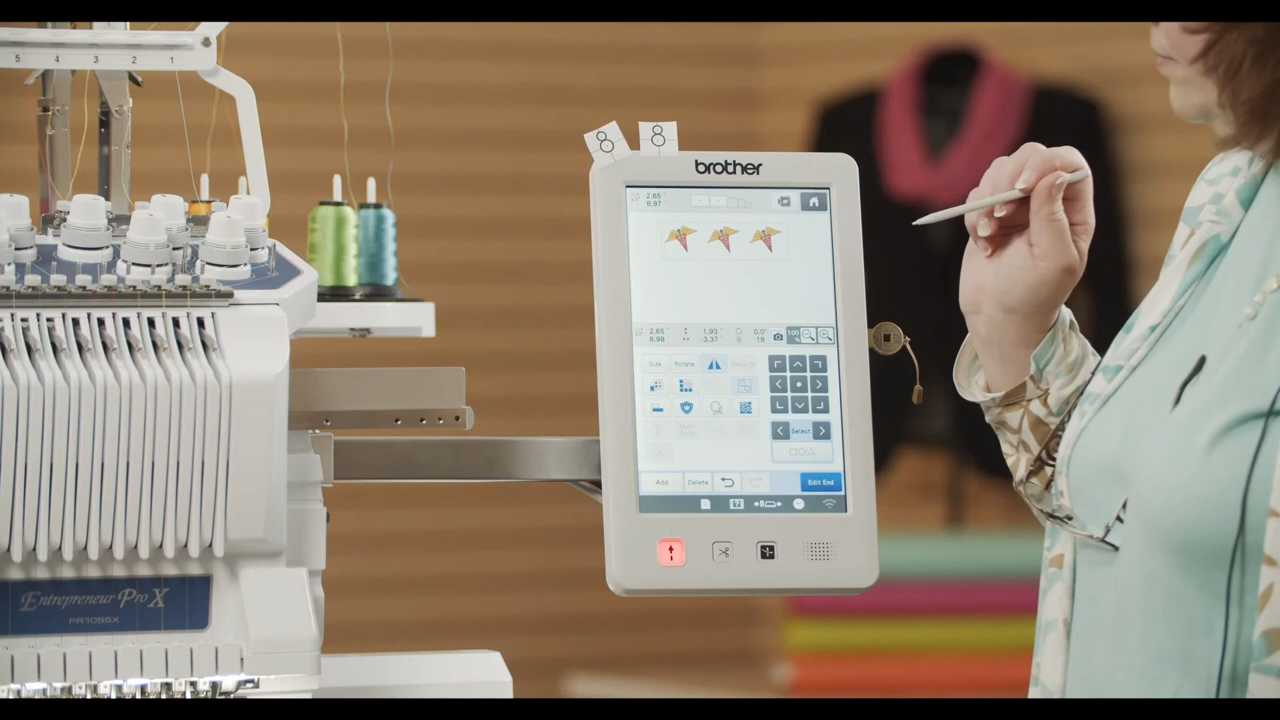 5 4 3 2 1
8 8
brother
2.65"
8.97"
2.65" 1.93" 0.0°
8.98" -3.37" 18
100
%
Size Rotate Density
Select
Add Delete Edit End
Entrepreneur Pro X
PR1055X